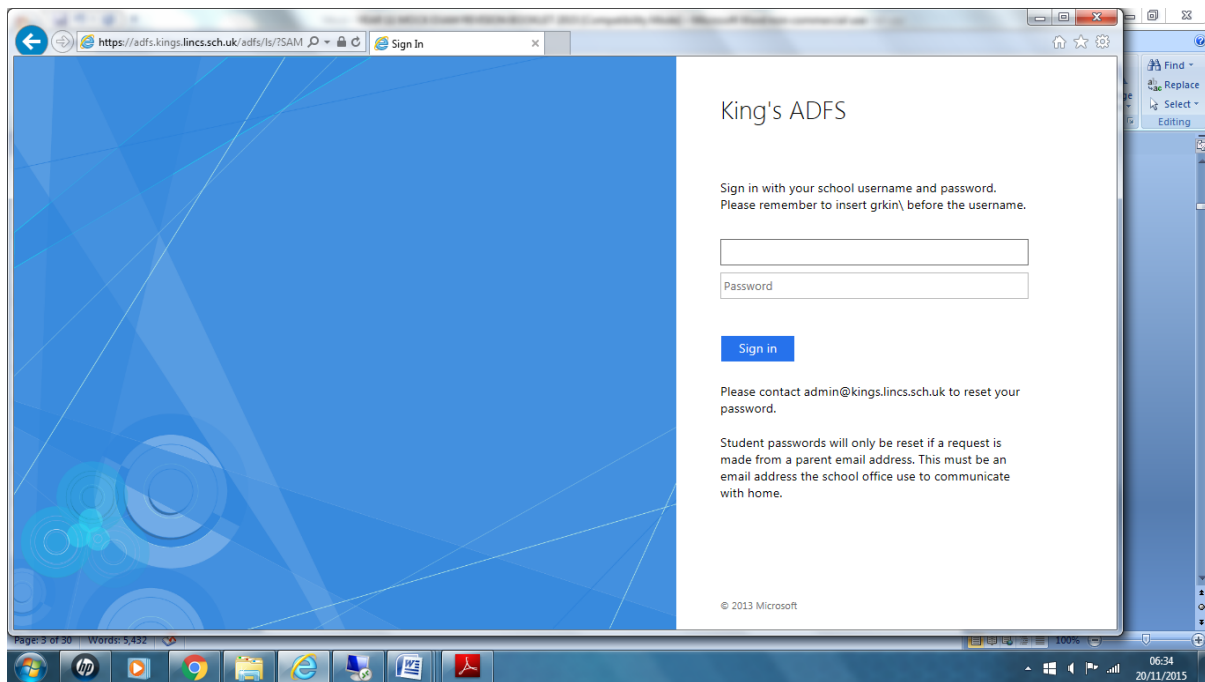 https://adfs.kings.lincs.sch.uk/adfs/ls/?SAM
Sign In
Find
Replace
Select
Editing
King's ADFS
Sign in with your school username and password.
Please remember to insert grkin\ before the username.
Password
Sign in
Please contact admin@kings.lincs.sch.uk to reset your
password.
Student passwords will only be reset if a request is
made from a parent email address. This must be an
email address the school office use to communicate
with home.
© 2013 Microsoft
Page: 3 of 30 Words: 5,432
100%
hp
06:34
20/11/2015